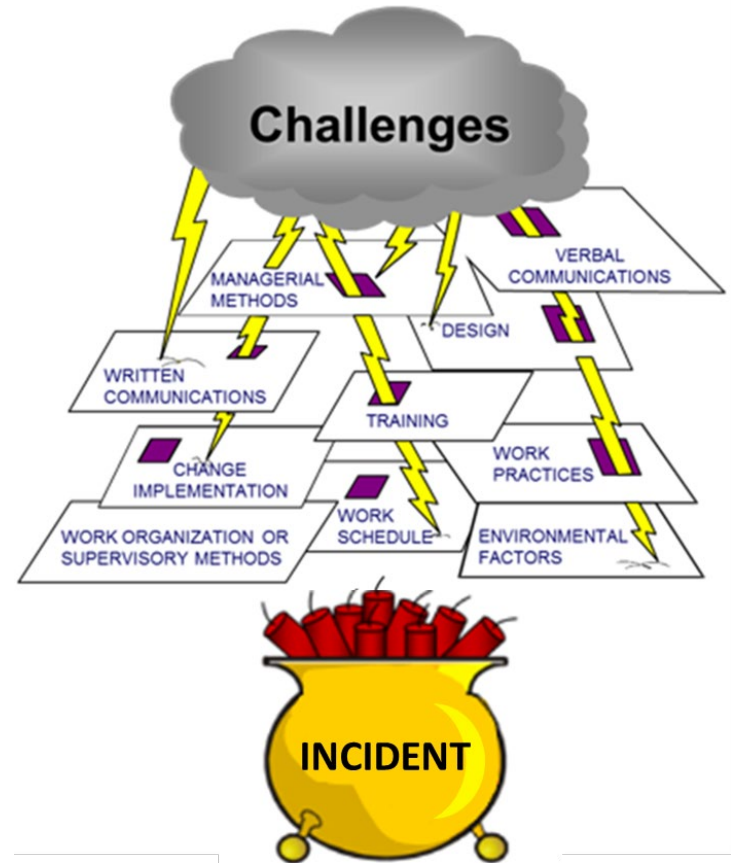 Challenges
VERBAL
COMMUNICATIONS
MANAGERIAL
METHODS
DESIGN
WRITTEN
COMMUNICATIONS
TRAINING
CHANGE
IMPLEMENTATION
WORK
PRACTICES
WORK
SCHEDULE
WORK ORGANIZATION OR
SUPERVISORY METHODS
ENVIRONMENTAL
FACTORS
INCIDENT